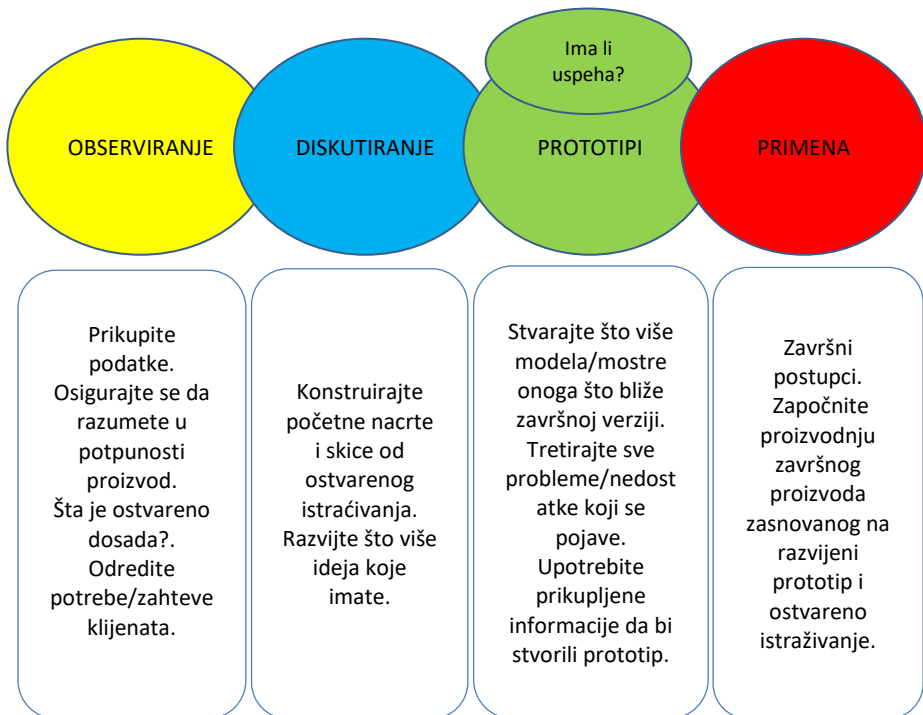 Ima li
uspeha?
OBSERVIRANJE
DISKUTIRANJE
PROTOTIPI
PRIMENA
Prikupite
podatke.
Osigurajte se da
razumete u
potpunosti
proizvod.
Šta je ostvareno
dosada?.
Odredite
potrebe/zahteve
klijenata.
Konstruirajte
početne nacrte
i skice od
ostvarenog
istraćivanja.
Razvijte što više
ideja koje
imate.
Stvarajte što više
modela/mostre
onoga što bliže
završnoj verziji.
Tretirajte sve
probleme/nedost
atke koji se
pojave.
Upotrebite
prikupljene
informacije da bi
stvorili prototip.
Završni
postupci.
Započnite
proizvodnju
završnog
proizvoda
zasnovanog na
razvijeni
prototip i
ostvareno
istraživanje.